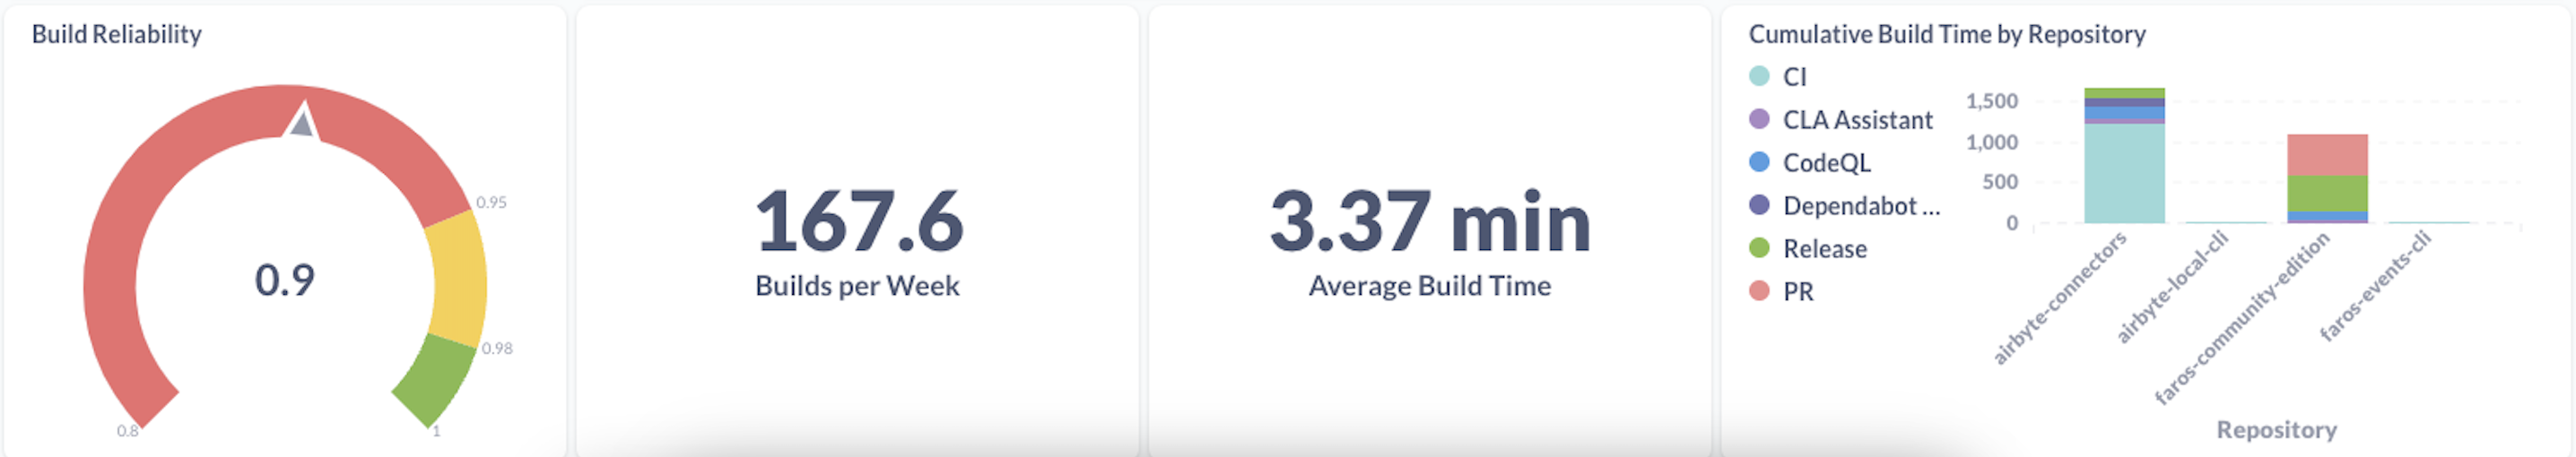 Build Reliability
0.95
0.9
0.98
0.8
1
167.6
Builds per Week
3.37 min
Average Build Time
Cumulative Build Time by Repository
CI
CLA Assistant
CodeQL
Dependabot ...
Release
PR
1,500
1,000
500
0
airbyte-connectors
airbyte-local-cli
faros-community-edition
faros-events-cli
Repository